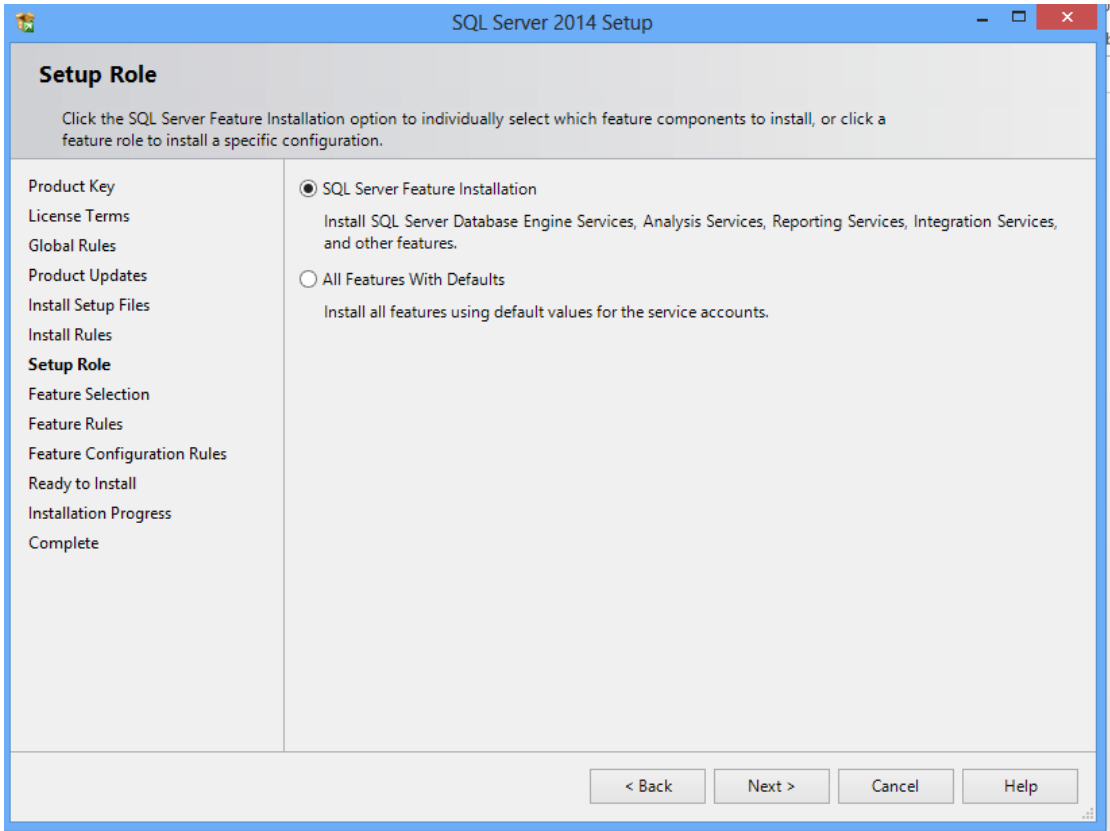 SQL Server 2014 Setup
Setup Role
Click the SQL Server Feature Installation option to individually select which feature components to install, or click a
feature role to install a specific configuration.
Product Key
License Terms
Global Rules
Product Updates
Install Setup Files
Install Rules
Setup Role
Feature Selection
Feature Rules
Feature Configuration Rules
Ready to Install
Installation Progress
Complete
SQL Server Feature Installation
Install SQL Server Database Engine Services, Analysis Services, Reporting Services, Integration Services,
and other features.
All Features With Defaults
Install all features using default values for the service accounts.
< Back
Next >
Cancel
Help